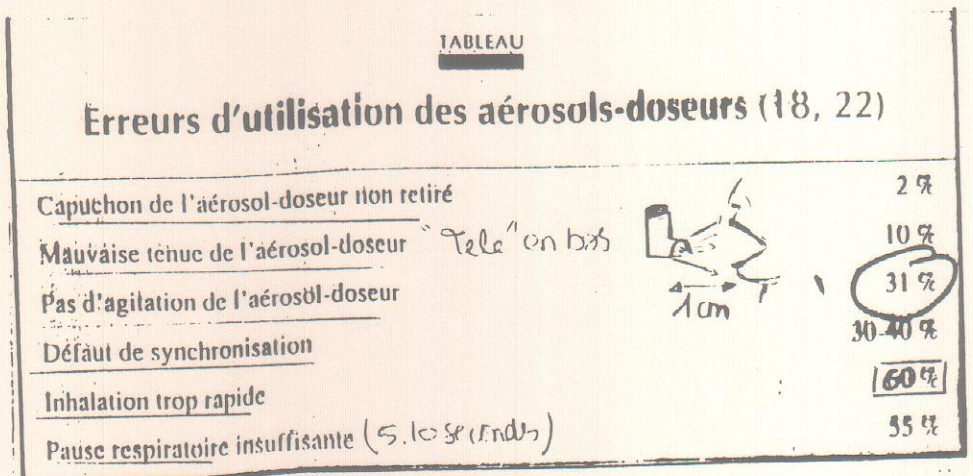 TABLEAU
Erreurs d'utilisation des aérosols-doseurs (18, 22)
Capuchon de l'aérosol-doseur non retiré 2 %
Mauvaise tenue de l'aérosol-doseur "Tete" en bas 10 %
Pas d'agitation de l'aérosol-doseur 1 cm 31 %
Défaut de synchronisation 30-40 %
Inhalation trop rapide 60 %
Pause respiratoire insuffisante (5.10 secondes) 55 %